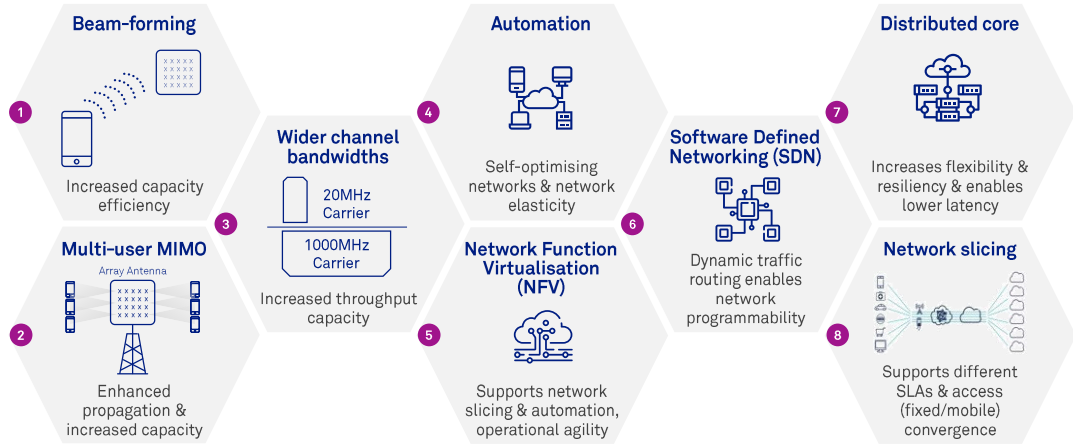 1
Beam-forming
Increased capacity
efficiency
2
Multi-user MIMO
Array Antenna
Enhanced
propagation &
increased capacity
3
Wider channel
bandwidths
20MHz
Carrier
1000MHz
Carrier
Increased throughput
capacity
4
Automation
Self-optimising
networks & network
elasticity
5
Network Function
Virtualisation
(NFV)
Supports network
slicing & automation,
operational agility
6
Software Defined
Networking (SDN)
Dynamic traffic
routing enables
network
programmability
7
Distributed core
Increases flexibility &
resiliency & enables
lower latency
8
Network slicing
Supports different
SLAs & access
(fixed/mobile)
convergence